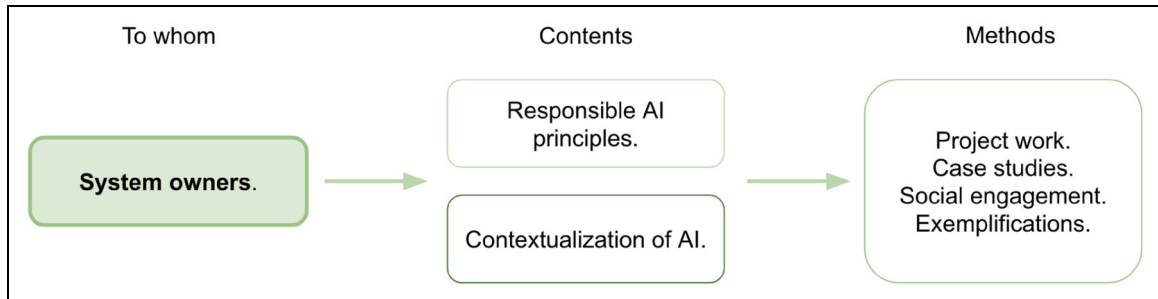 To whom
Contents
Methods
System owners.
Responsible AI
principles.
Contextualization of AI.
Project work.
Case studies.
Social engagement.
Exemplifications.